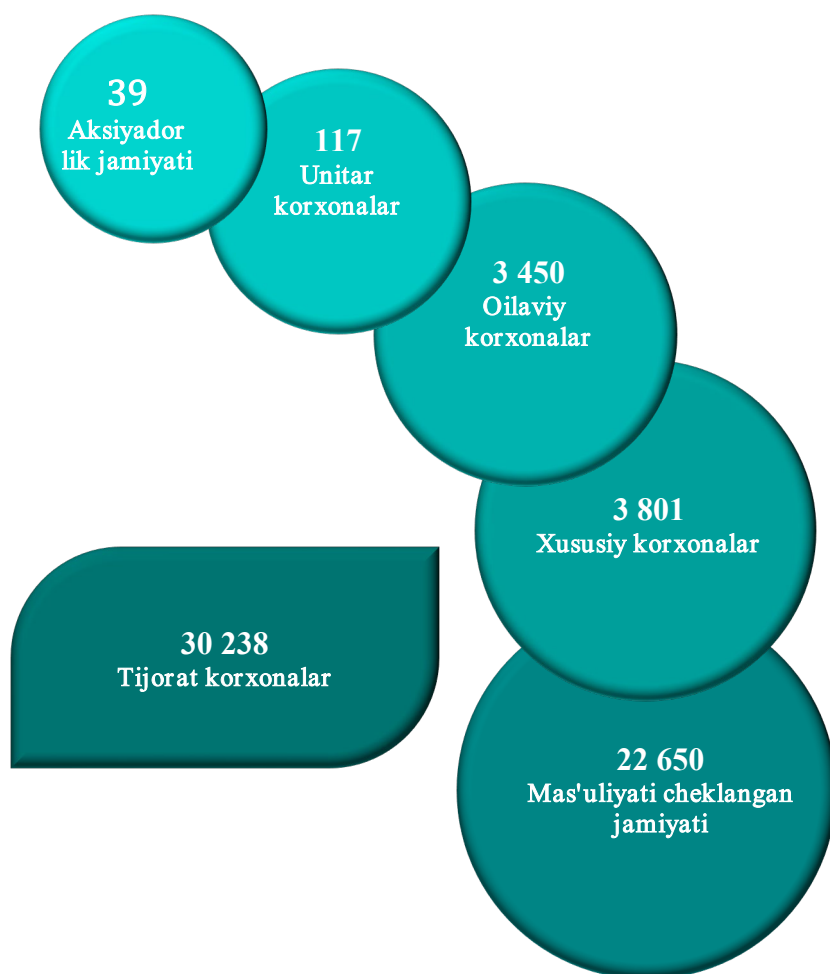 39
Aksiyador
lik jamiyati
117
Unitar
korxonalar
3 450
Oilaviy
korxonalar
3 801
Xususiy korxonalar
30 238
Tijorat korxonalar
22 650
Mas'uliyati cheklangan
jamiyati